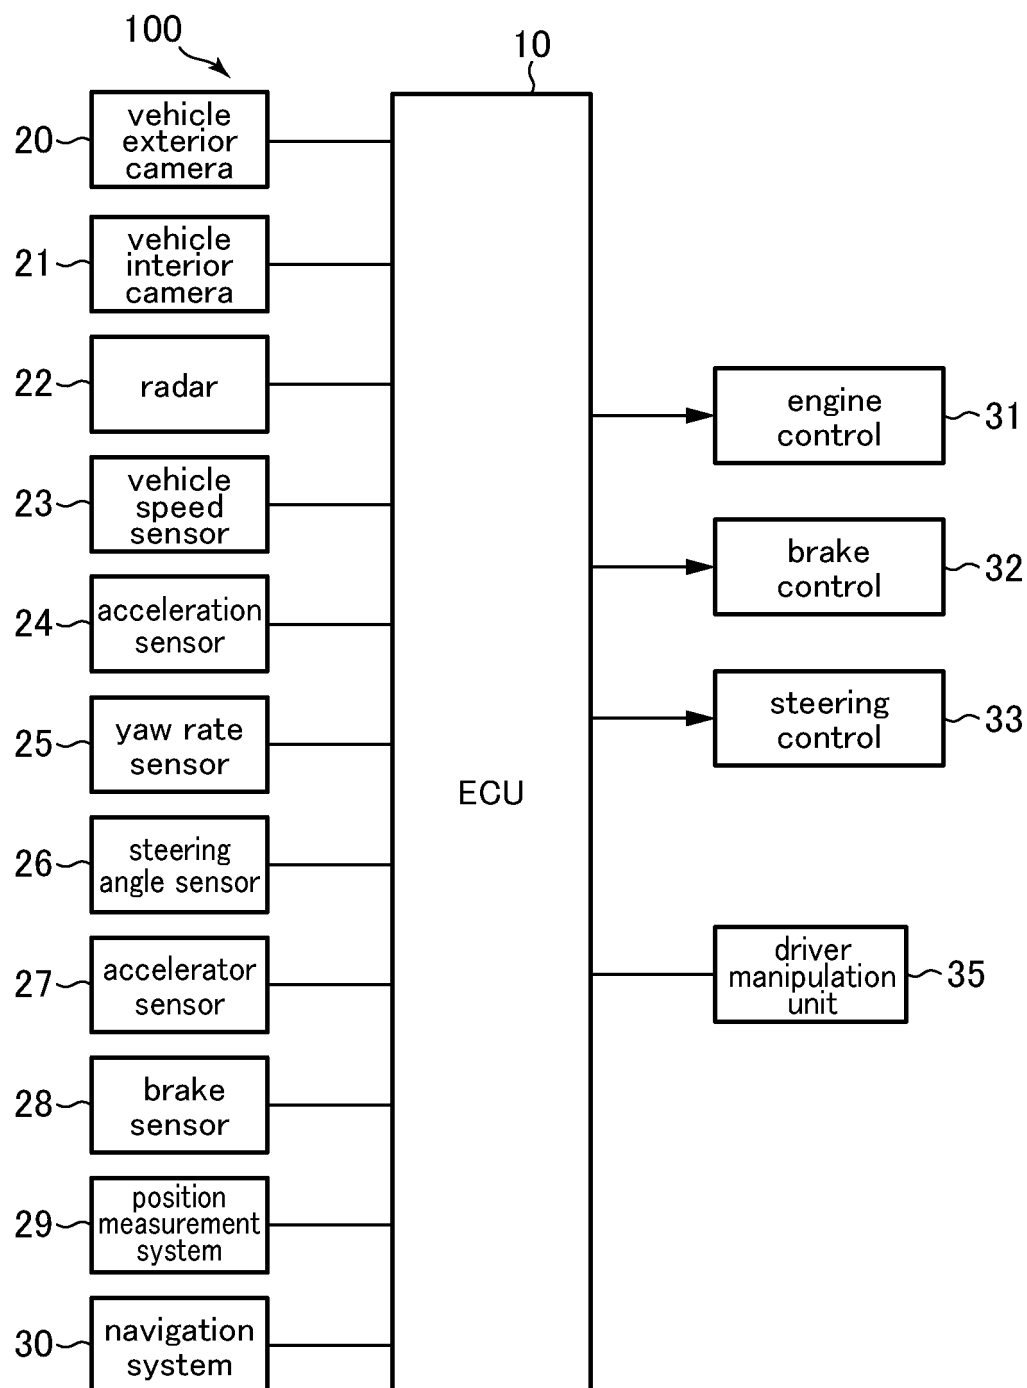 100
10
20
vehicle
exterior
camera
21
vehicle
interior
camera
22
radar
23
vehicle
speed
sensor
24
acceleration
sensor
25
yaw rate
sensor
26
steering
angle sensor
27
accelerator
sensor
28
brake
sensor
29
position
measurement
system
30
navigation
system
ECU
engine
control
31
brake
control
32
steering
control
33
driver
manipulation
unit
35